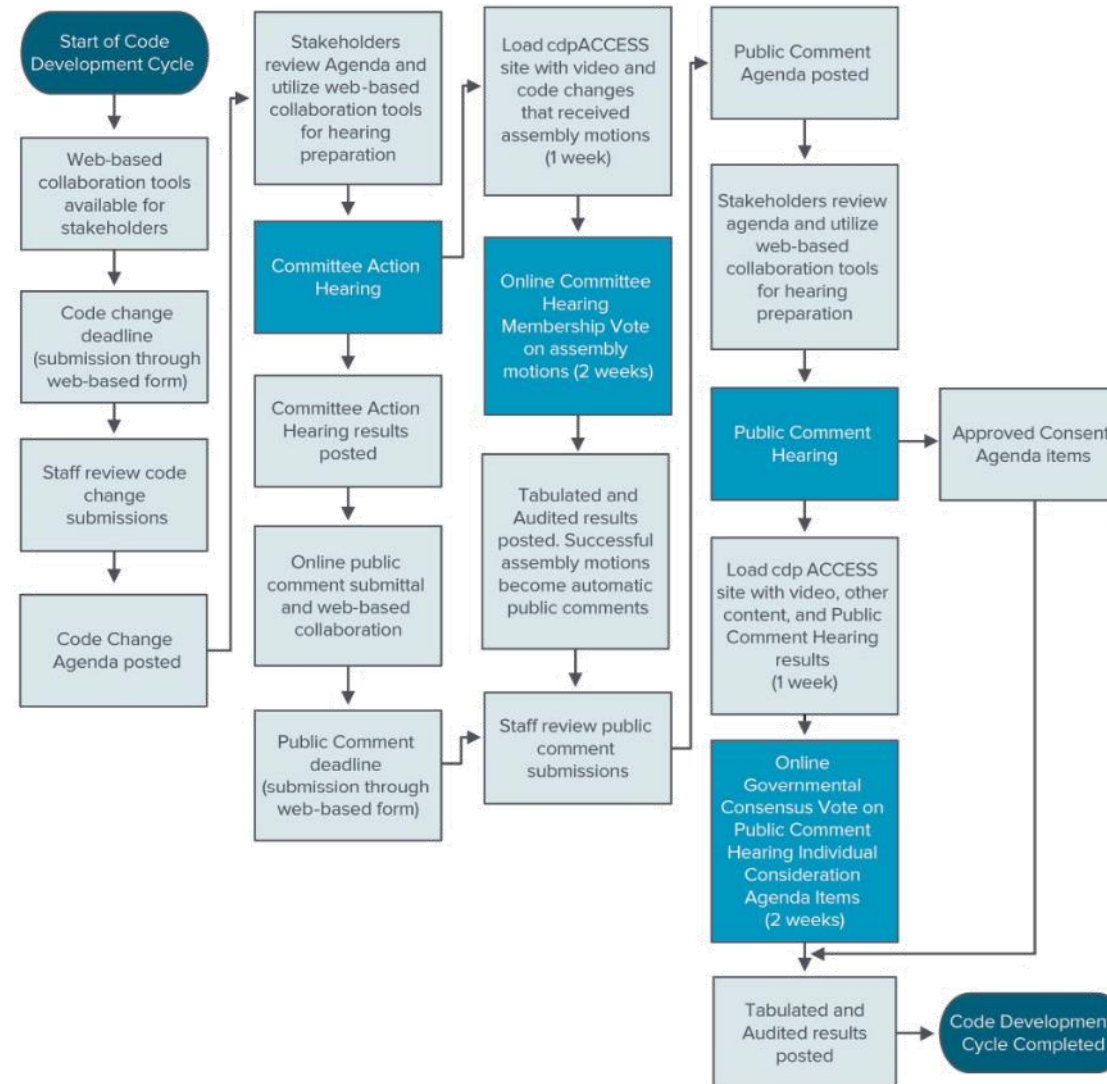 Start of Code
Development Cycle
Web-based
collaboration tools
available for
stakeholders
Code change
deadline
(submission through
web-based form)
Staff review code
change
submissions
Code Change
Agenda posted
Stakeholders
review Agenda and
utilize web-based
collaboration tools
for hearing
preparation
Committee Action
Hearing
Committee Action
Hearing results
posted
Online public
comment submittal
and web-based
collaboration
Public Comment
deadline
(submission through
web-based form)
Load cdpACCESS
site with video and
code changes
that received
assembly motions
(1 week)
Online Committee
Hearing
Membership Vote
on assembly
motions (2 weeks)
Tabulated and
Audited results
posted. Successful
assembly motions
become automatic
public comments
Staff review public
comment
submissions
Public Comment
Agenda posted
Stakeholders review
agenda and utilize
web-based
collaboration tools
for hearing
preparation
Public Comment
Hearing
Approved Consent
Agenda items
Load cdp ACCESS
site with video, other
content, and Public
Comment Hearing
results
(1 week)
Online
Governmental
Consensus Vote on
Public Comment
Hearing Individual
Consideration
Agenda Items
(2 weeks)
Tabulated and
Audited results
posted
Code Development
Cycle Completed